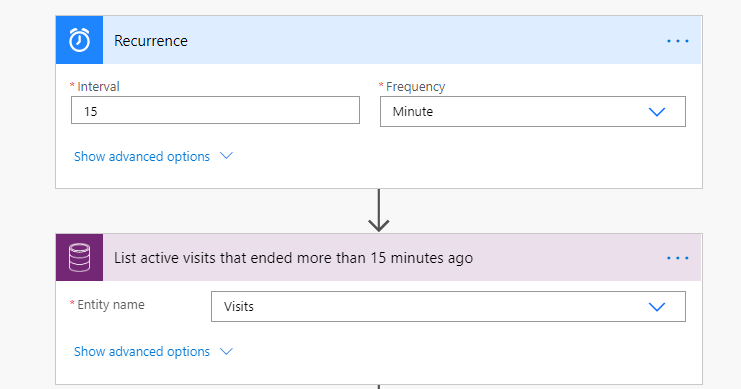 Recurrence
* Interval
* Frequency
15
Minute
Show advanced options
List active visits that ended more than 15 minutes ago
* Entity name
Visits
Show advanced options